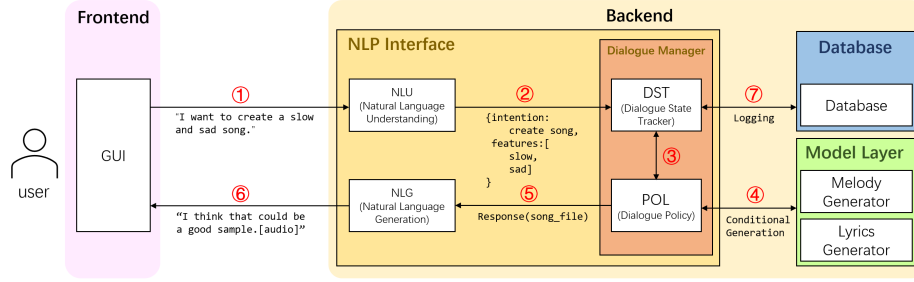 Frontend
Backend
NLP Interface
Dialogue Manager
Database
①
②
⑦
"I want to create a slow
and sad song."
NLU
(Natural Language
Understanding)
{intention:
create song,
features:[
slow,
sad]
}
DST
(Dialogue State
Tracker)
Logging
Database
GUI
user
③
Model Layer
⑥
⑤
④
“I think that could be
a good sample.[audio]”
NLG
(Natural Language
Generation)
Response(song_file)
POL
(Dialogue Policy)
Conditional
Generation
Melody
Generator
Lyrics
Generator